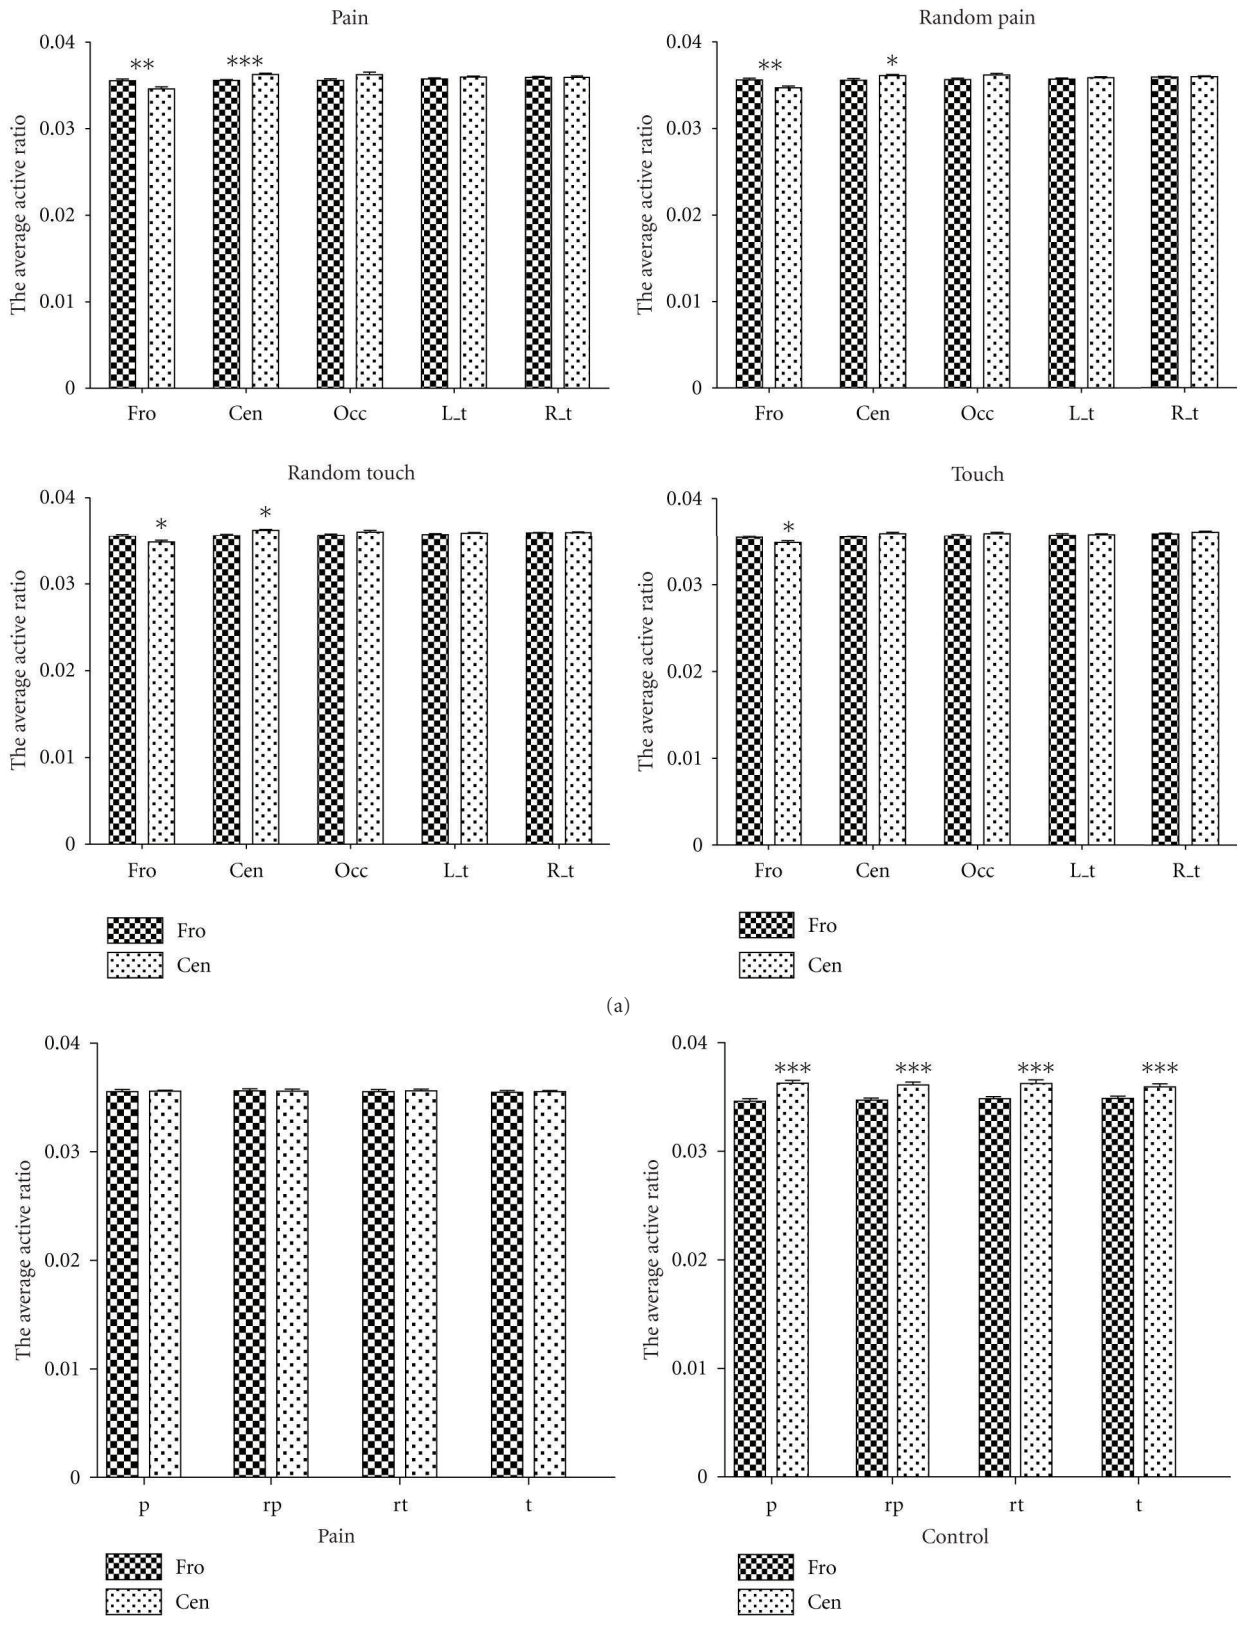 Pain
The average active ratio
0.04
0.03
0.02
0.01
0
** ***
Fro Cen Occ L_t R_t
Random pain
The average active ratio
0.04
0.03
0.02
0.01
0
** *
Fro Cen Occ L_t R_t
Random touch
The average active ratio
0.04
0.03
0.02
0.01
0
* *
Fro Cen Occ L_t R_t
Fro
Cen
Touch
The average active ratio
0.04
0.03
0.02
0.01
0
*
Fro Cen Occ L_t R_t
Fro
Cen
(a)
The average active ratio
0.04
0.03
0.02
0.01
0
p rp rt t
Pain
Fro
Cen
The average active ratio
0.04
0.03
0.02
0.01
0
*** *** *** ***
p rp rt t
Control
Fro
Cen